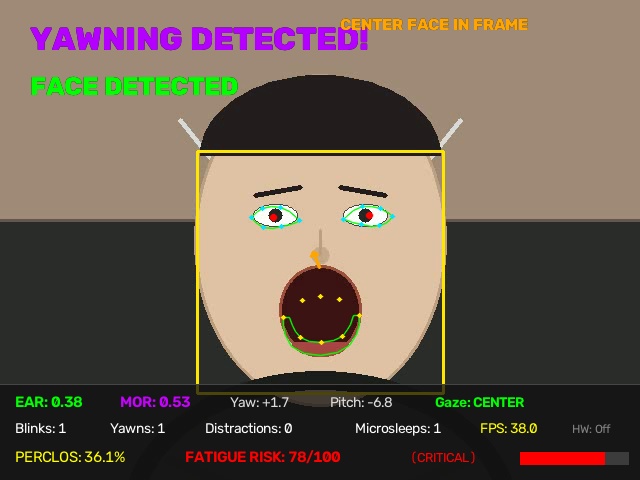 YAWNING DETECTED!
CENTER FACE IN FRAME
FACE DETECTED
EAR: 0.38 MOR: 0.53 Yaw: +1.7 Pitch: -6.8 Gaze: CENTER
Blinks: 1 Yawns: 1 Distractions: 0 Microsleeps: 1 FPS: 38.0 HW: Off
PERCLOS: 36.1% FATIGUE RISK: 78/100 (CRITICAL)